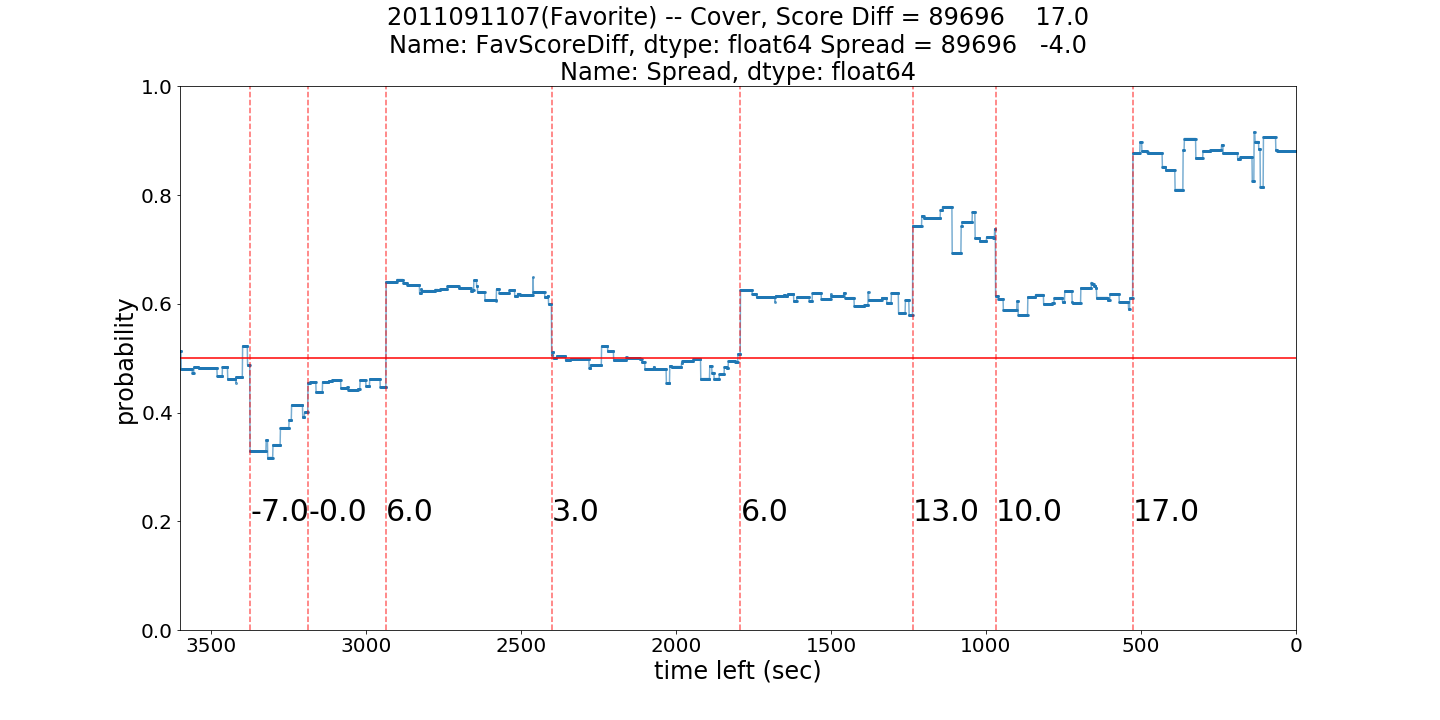 2011091107(Favorite) -- Cover, Score Diff = 89696    17.0
Name: FavScoreDiff, dtype: float64 Spread = 89696   -4.0
Name: Spread, dtype: float64
1.0
0.8
0.6
0.4
0.2
0.0
probability
-7.0 -0.0 6.0 3.0 6.0 13.0 10.0 17.0
3500 3000 2500 2000 1500 1000 500 0
time left (sec)